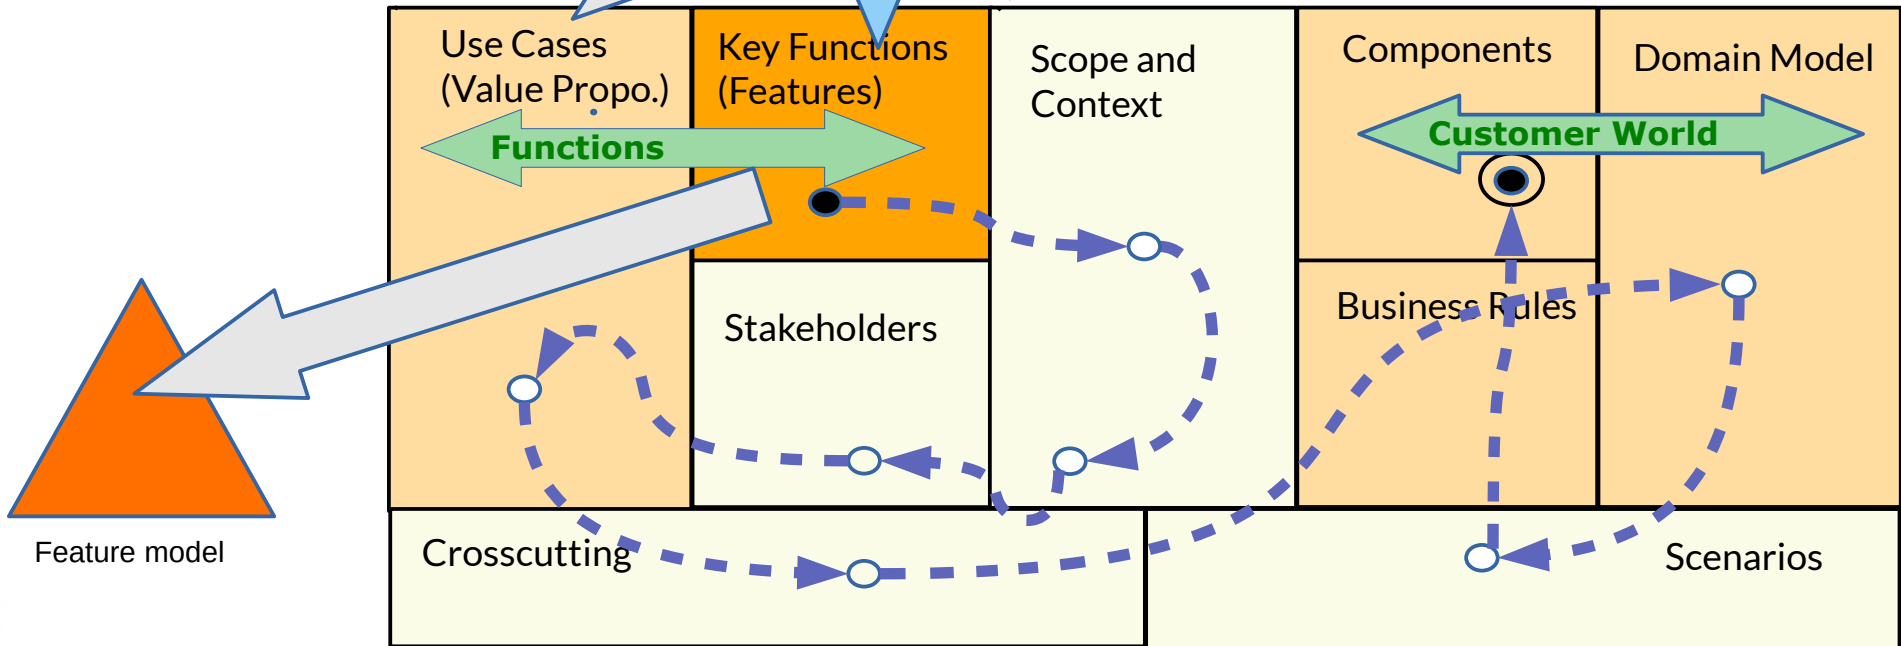 Use Cases
(Value Propo.)
Key Functions
(Features)
Scope and
Context
Components
Domain Model
Functions
Customer World
Stakeholders
Business Rules
Feature model
Crosscutting
Scenarios